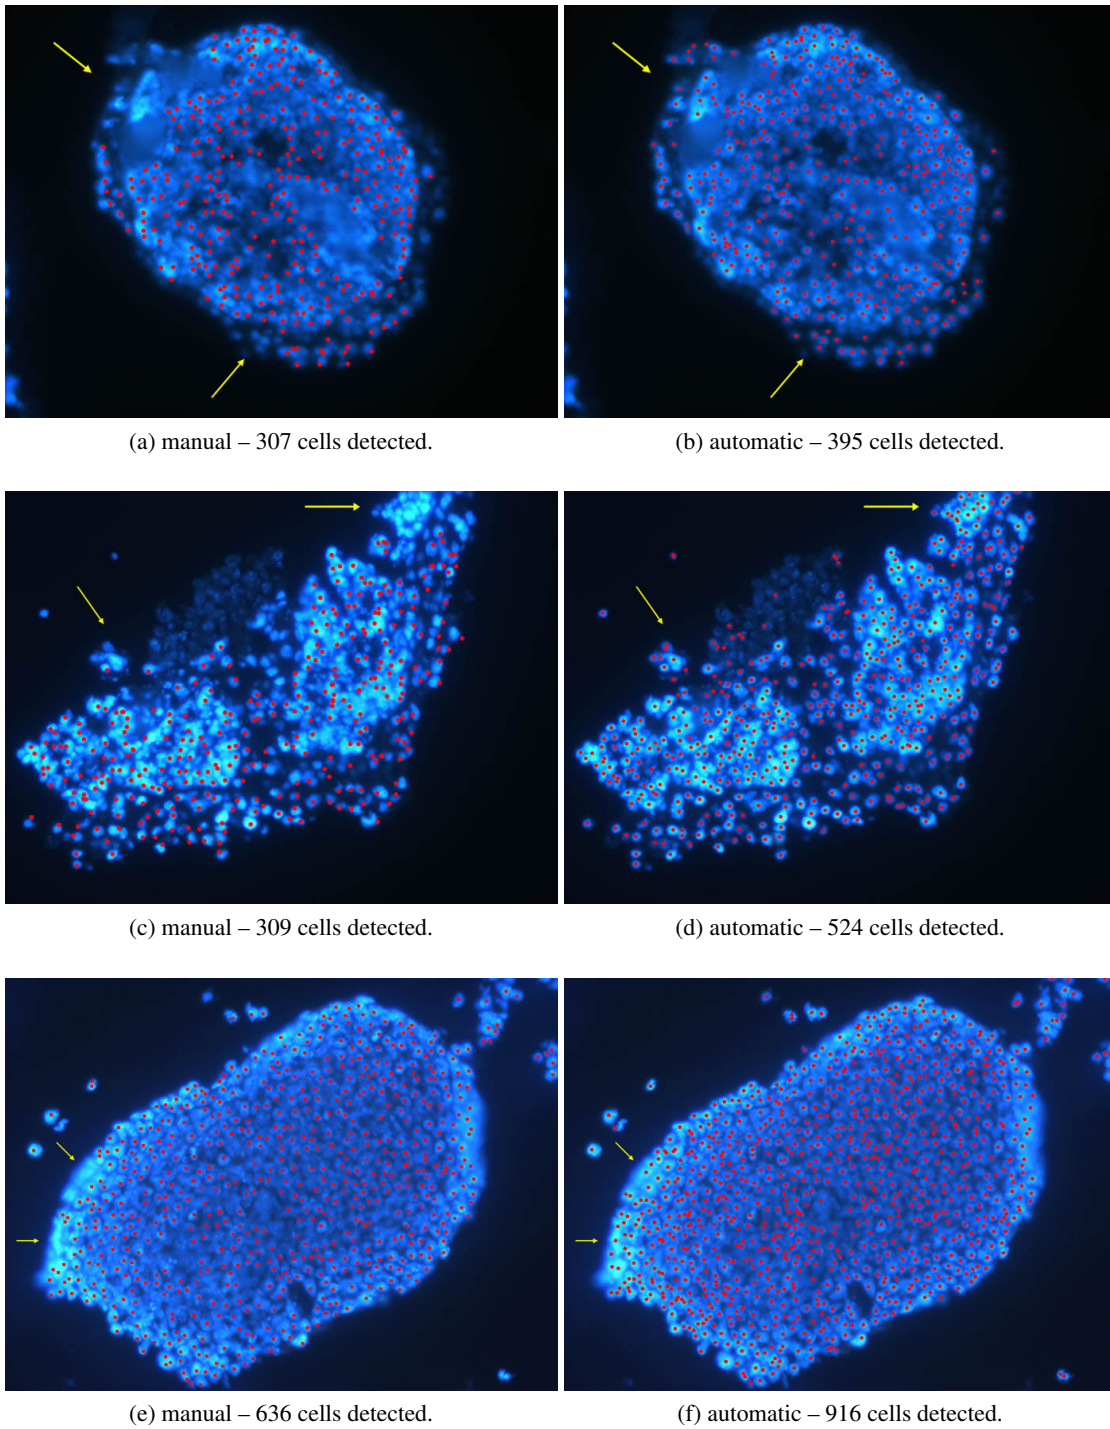 (a) manual – 307 cells detected.
(b) automatic – 395 cells detected.
(c) manual – 309 cells detected.
(d) automatic – 524 cells detected.
(e) manual – 636 cells detected.
(f) automatic – 916 cells detected.